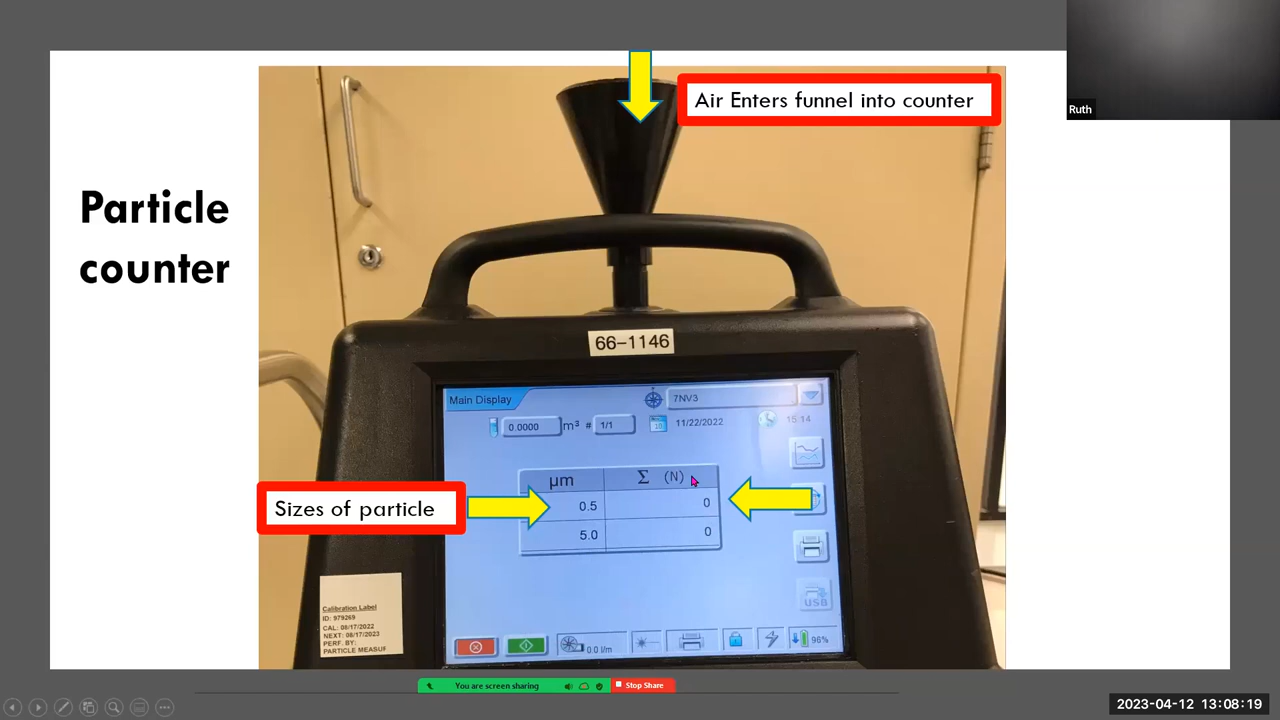 Ruth
Air Enters funnel into counter
Particle
counter
66-1146
Main Display
7NV3
0.0000 m³ # 1/1
11/22/2022
15.14
µm Σ (N)
Sizes of particle
0.5 0
5.0 0
USB
Calibration Label
ID: 979269
CAL: 08/17/2022
NEXT: 08/17/2023
PERF. BY:
PARTICLE MEASUF
0.0 l/m
96%
You are screen sharing
Stop Share
2023-04-12 13:08:19